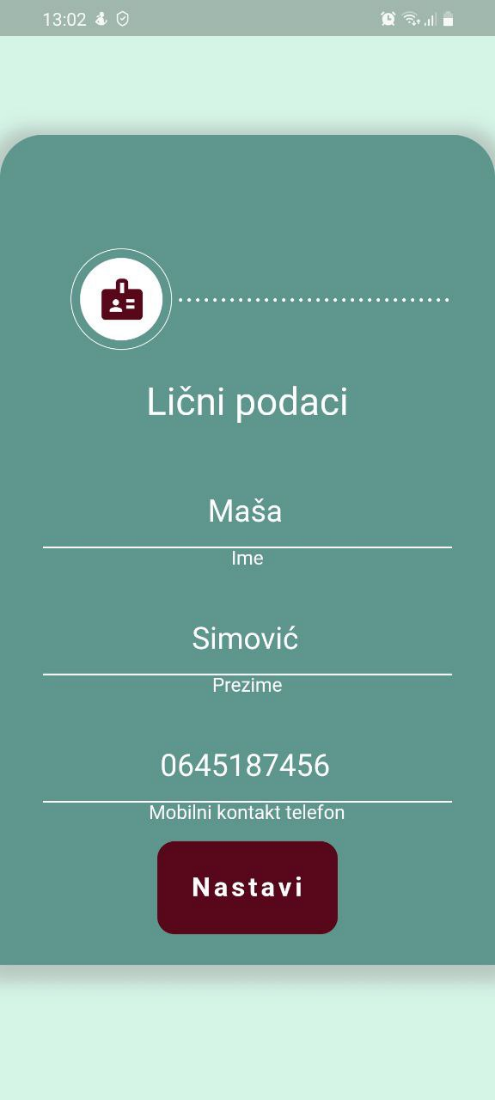 13:02
Lični podaci
Maša
Ime
Simović
Prezime
0645187456
Mobilni kontakt telefon
Nastavi